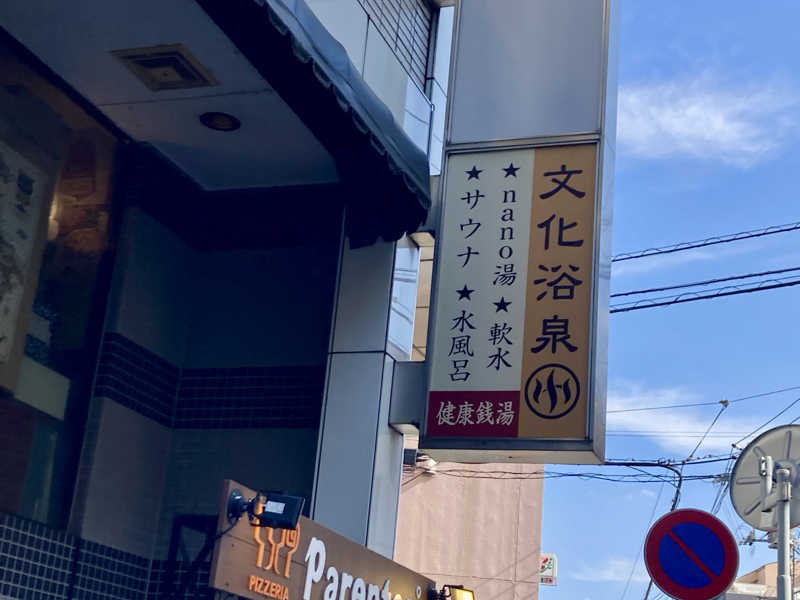 文化浴泉
★nano湯★軟水
★サウナ★水風呂
健康銭湯
PIZZERIA
Parentesi